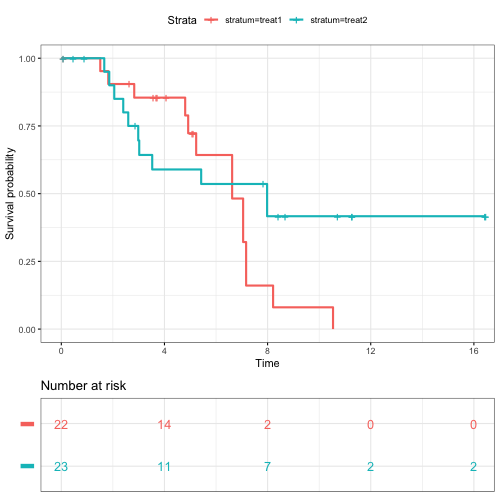 Strata stratum=treat1 stratum=treat2
Survival probability
1.00
0.75
0.50
0.25
0.00
0 4 8 12 16
Time
Number at risk
22 14 2 0 0
23 11 7 2 2